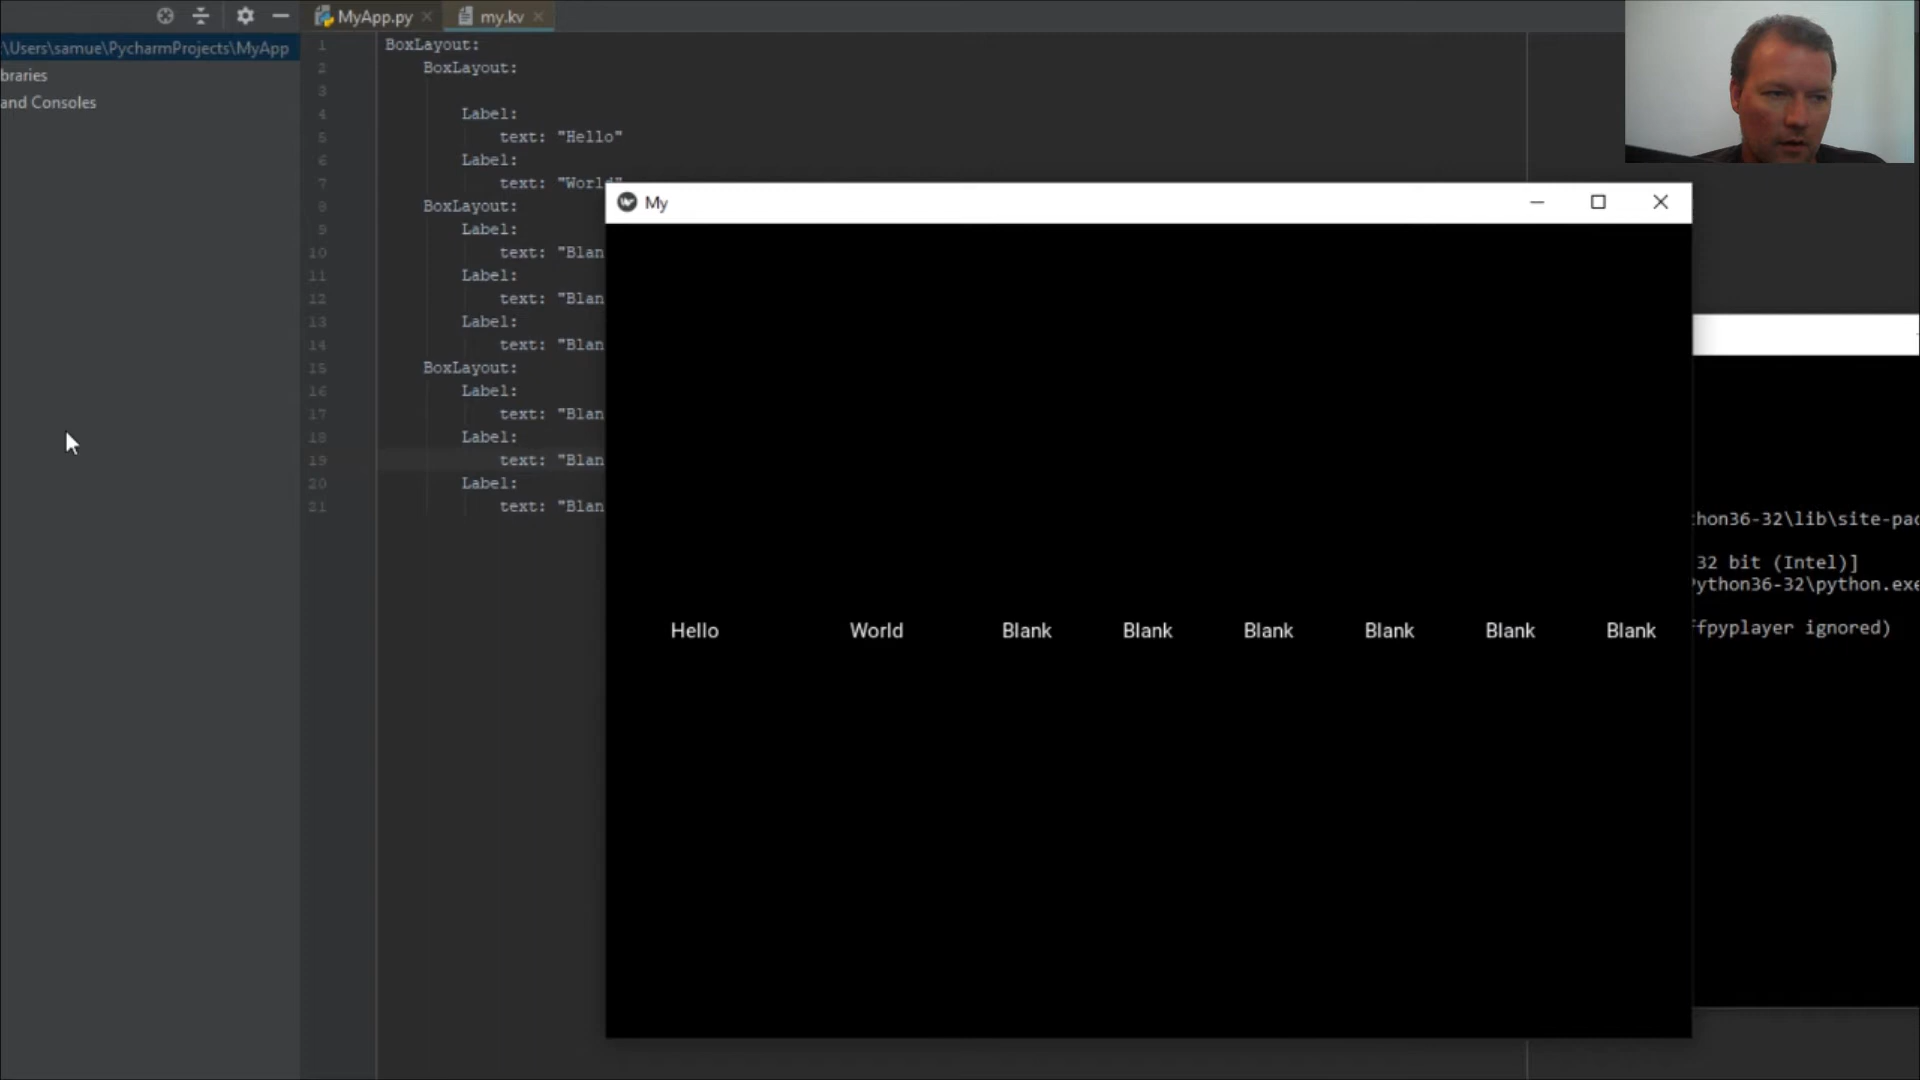 MyApp.py
my.kv
:\Users\samue\PycharmProjects\MyApp
braries
and Consoles
1 BoxLayout:
2 BoxLayout:
3
4 Label:
5 text: "Hello"
6 Label:
7 text: "World"
8 BoxLayout:
9 Label:
10 text: "Blan
11 Label:
12 text: "Blan
13 Label:
14 text: "Blan
15 BoxLayout:
16 Label:
17 text: "Blan
18 Label:
19 text: "Blan
20 Label:
21 text: "Blan
My
Hello World Blank Blank Blank Blank Blank Blank
thon36-32\lib\site-pac
32 bit (Intel)]
Python36-32\python.exe
ffpyplayer ignored)